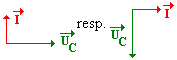 I resp. U_C I
U_C